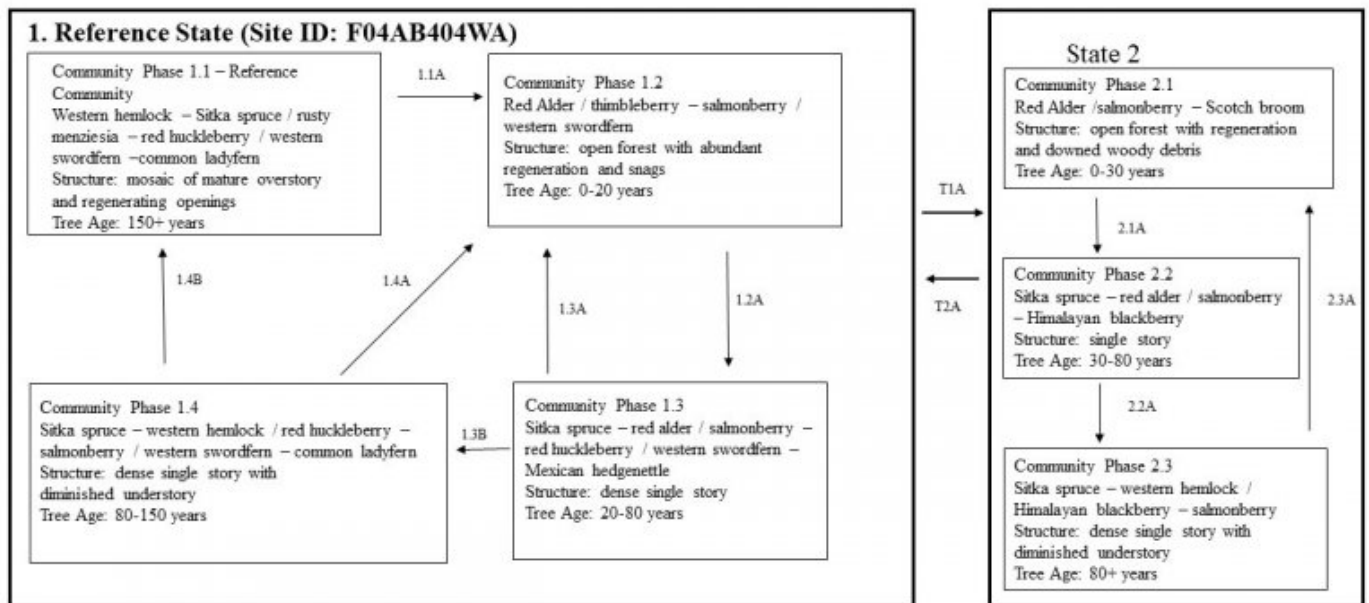 1. Reference State (Site ID: F04AB404WA)
Community Phase 1.1 – Reference
Community
Western hemlock – Sitka spruce / rusty
menziesia – red huckleberry / western
swordfern –common ladyfern
Structure: mosaic of mature overstory
and regenerating openings
Tree Age: 150+ years
1.1A
Community Phase 1.2
Red Alder / thimbleberry – salmonberry /
western swordfern
Structure: open forest with abundant
regeneration and snags
Tree Age: 0-20 years
1.4B
1.4A
1.3A
1.2A
Community Phase 1.4
Sitka spruce – western hemlock / red huckleberry –
salmonberry / western swordfern – common ladyfern
Structure: dense single story with
diminished understory
Tree Age: 80-150 years
1.3B
Community Phase 1.3
Sitka spruce – red alder / salmonberry –
red huckleberry / western swordfern –
Mexican hedgenettle
Structure: dense single story
Tree Age: 20-80 years
T1A
T2A
State 2
Community Phase 2.1
Red Alder /salmonberry – Scotch broom
Structure: open forest with regeneration
and downed woody debris
Tree Age: 0-30 years
2.1A
Community Phase 2.2
Sitka spruce – red alder / salmonberry
– Himalayan blackberry
Structure: single story
Tree Age: 30-80 years
2.3A
2.2A
Community Phase 2.3
Sitka spruce – western hemlock /
Himalayan blackberry – salmonberry
Structure: dense single story with
diminished understory
Tree Age: 80+ years